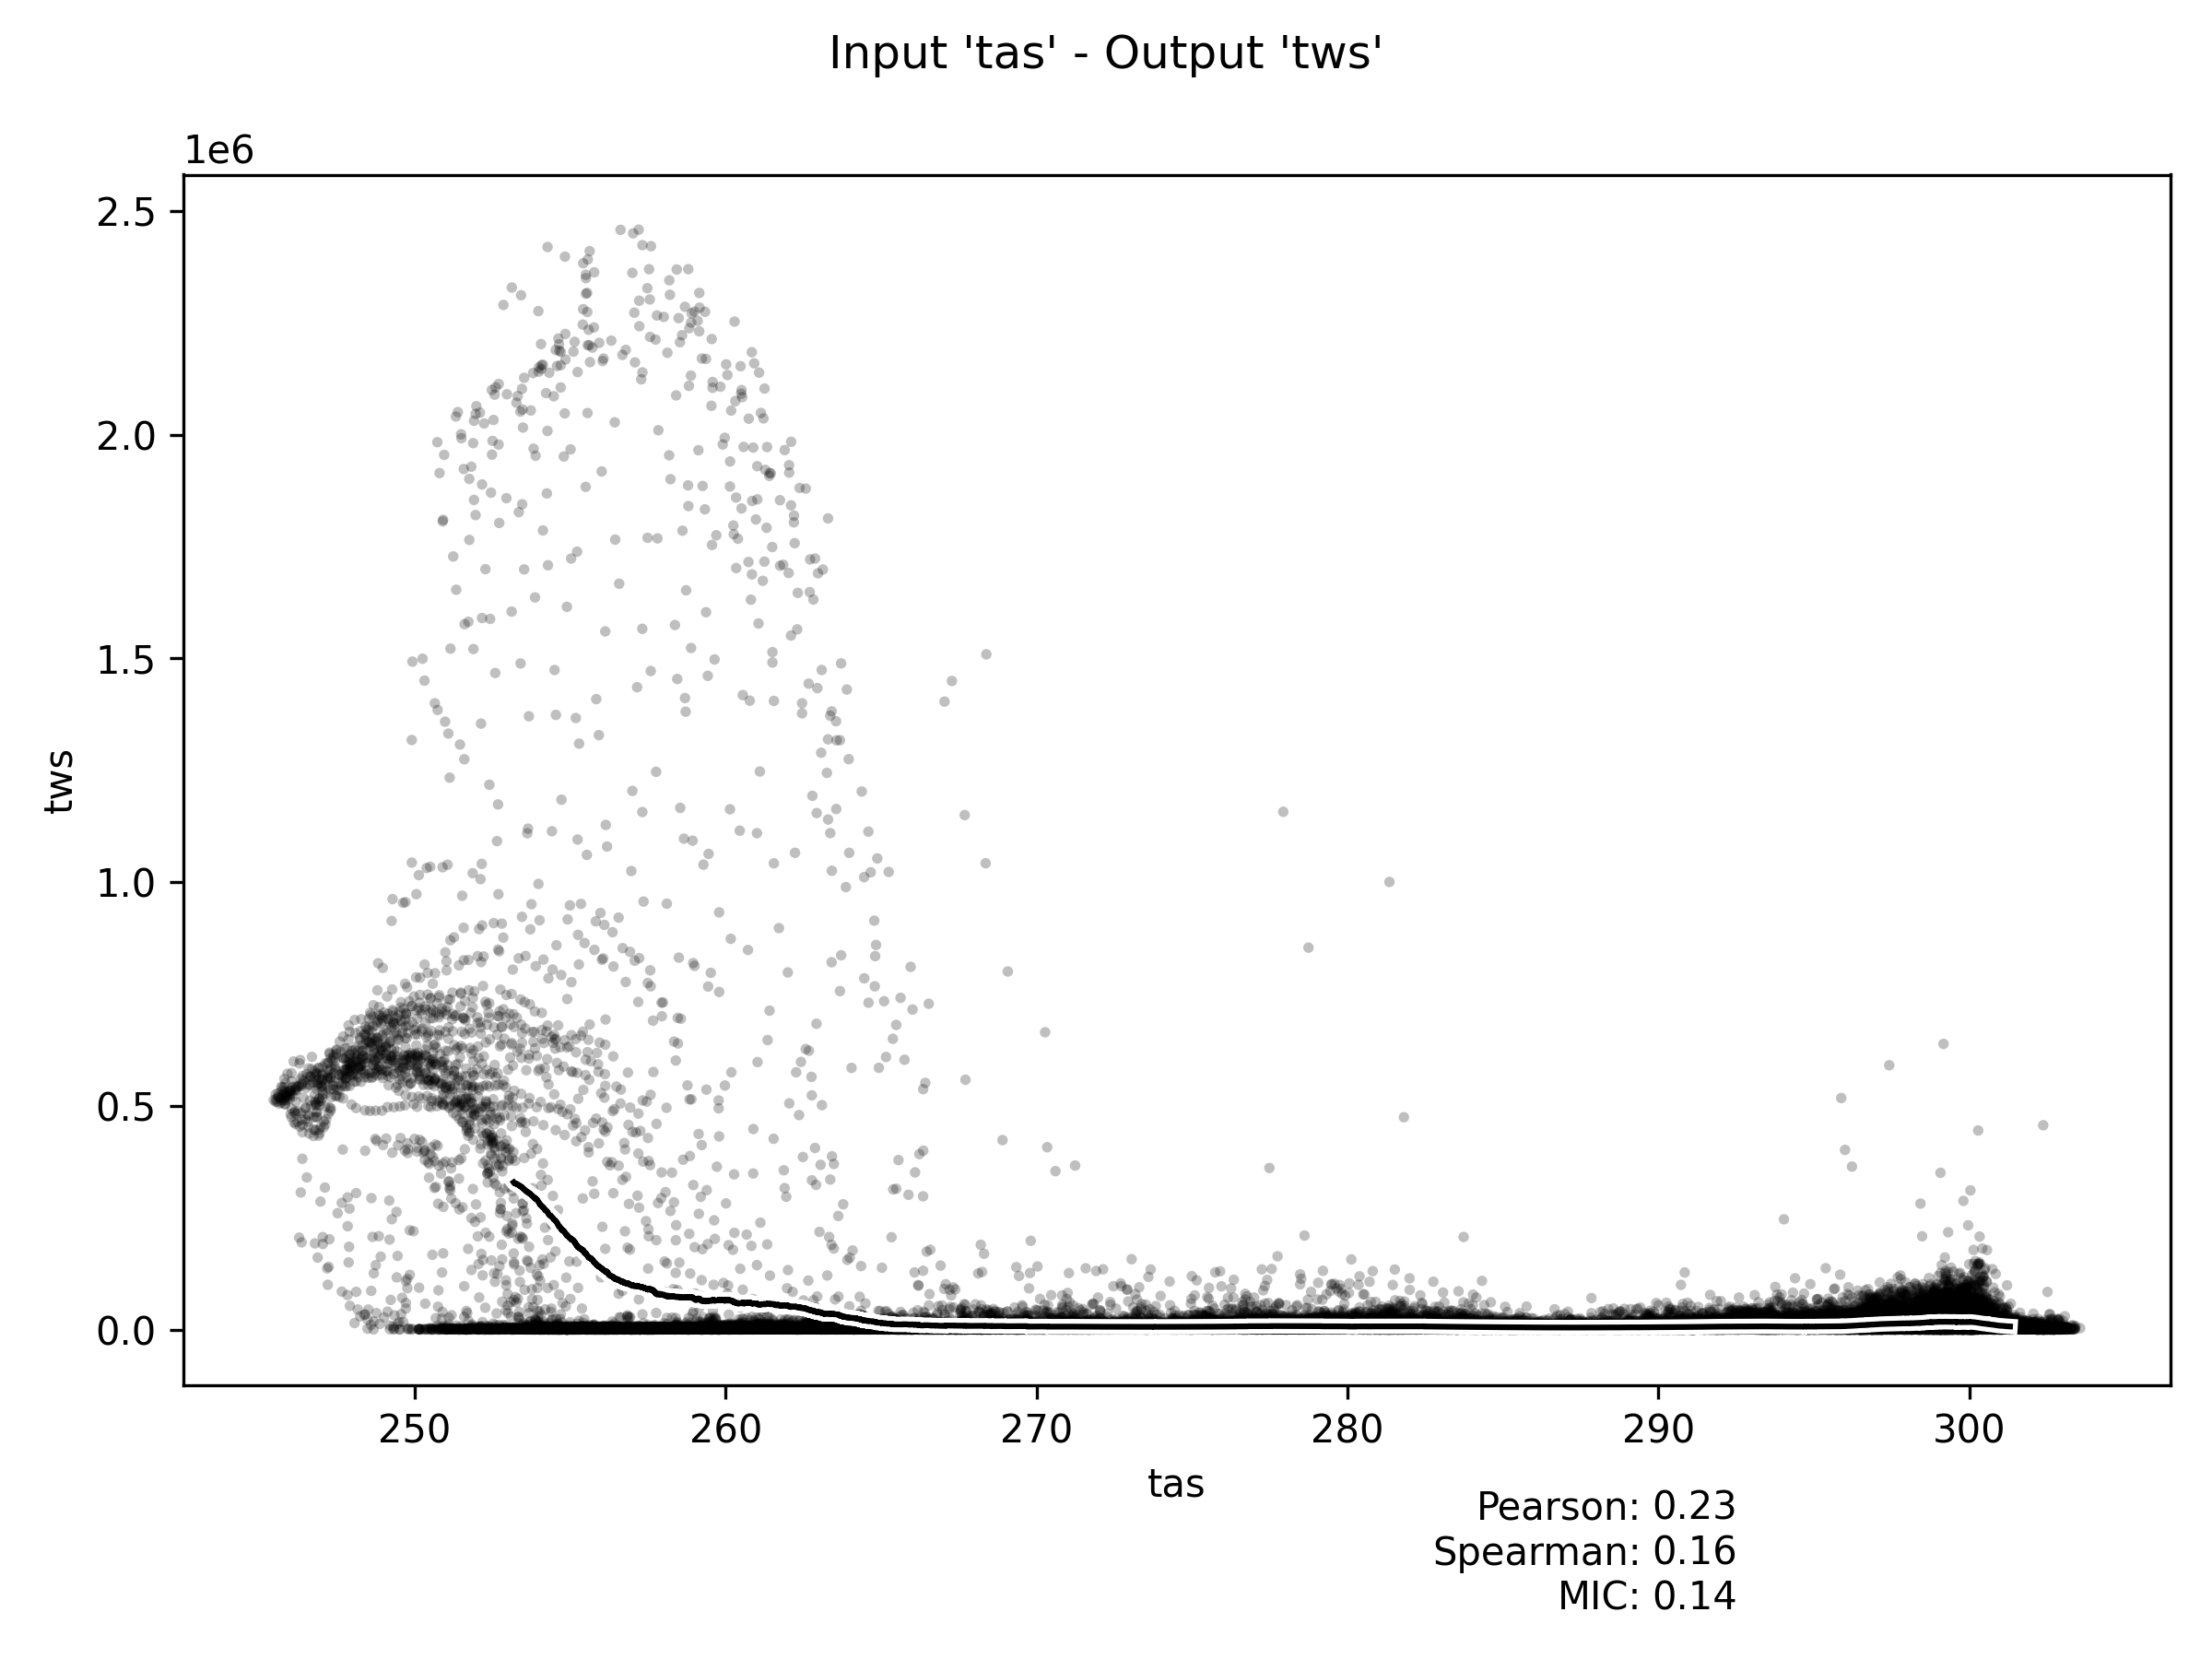 Input 'tas' - Output 'tws'
1e6
2.5
2.0
1.5
1.0
0.5
0.0
tws
250 260 270 280 290 300
tas
Pearson: 0.23
Spearman: 0.16
MIC: 0.14